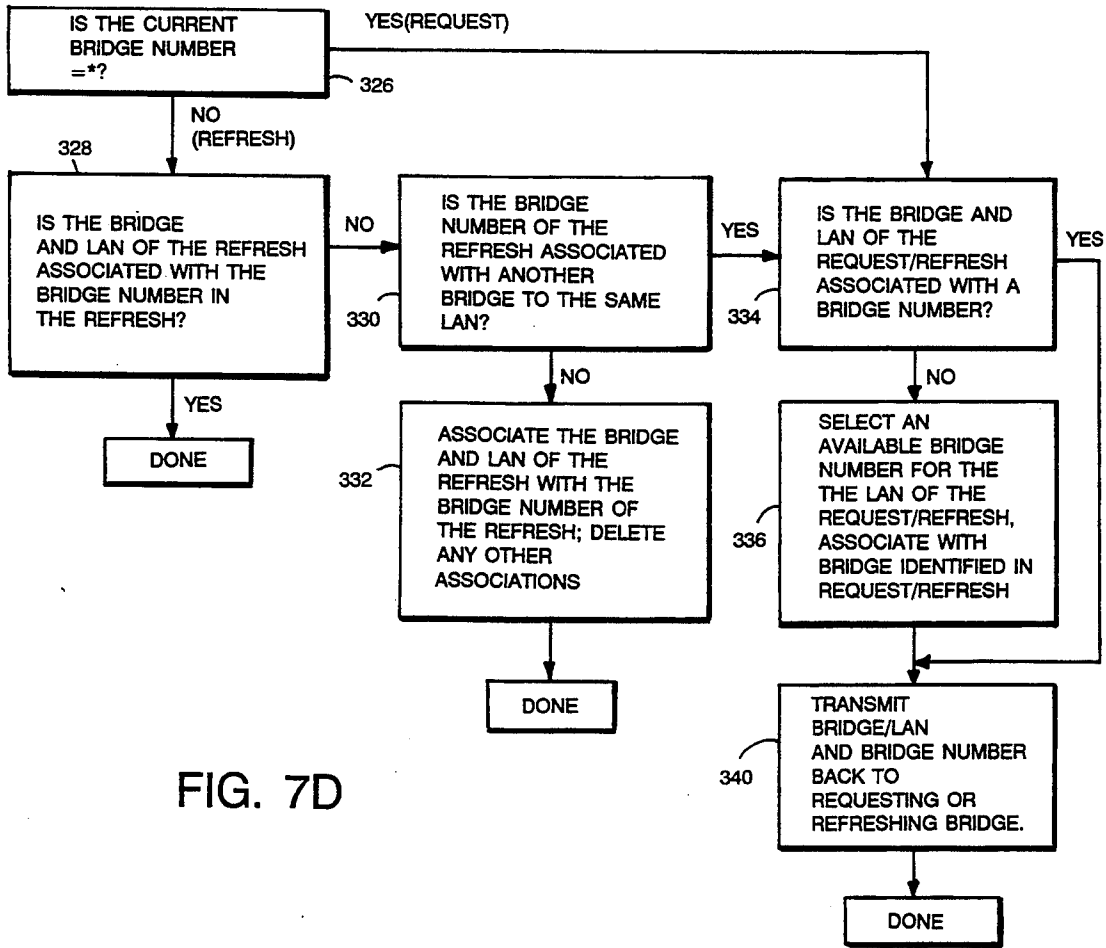 IS THE CURRENT
BRIDGE NUMBER
=*?
326
YES(REQUEST)
NO
(REFRESH)
328
IS THE BRIDGE
AND LAN OF THE REFRESH
ASSOCIATED WITH THE
BRIDGE NUMBER IN
THE REFRESH?
NO
YES
DONE
IS THE BRIDGE
NUMBER OF THE
REFRESH ASSOCIATED
WITH ANOTHER
BRIDGE TO THE SAME
LAN?
330
YES
NO
332
ASSOCIATE THE BRIDGE
AND LAN OF THE
REFRESH WITH THE
BRIDGE NUMBER OF
THE REFRESH; DELETE
ANY OTHER
ASSOCIATIONS
DONE
IS THE BRIDGE AND
LAN OF THE
REQUEST/REFRESH
ASSOCIATED WITH A
BRIDGE NUMBER?
334
YES
NO
SELECT AN
AVAILABLE BRIDGE
NUMBER FOR THE
THE LAN OF THE
REQUEST/REFRESH,
ASSOCIATE WITH
BRIDGE IDENTIFIED IN
REQUEST/REFRESH
336
TRANSMIT
BRIDGE/LAN
AND BRIDGE NUMBER
BACK TO
REQUESTING OR
REFRESHING BRIDGE.
340
DONE
FIG. 7D